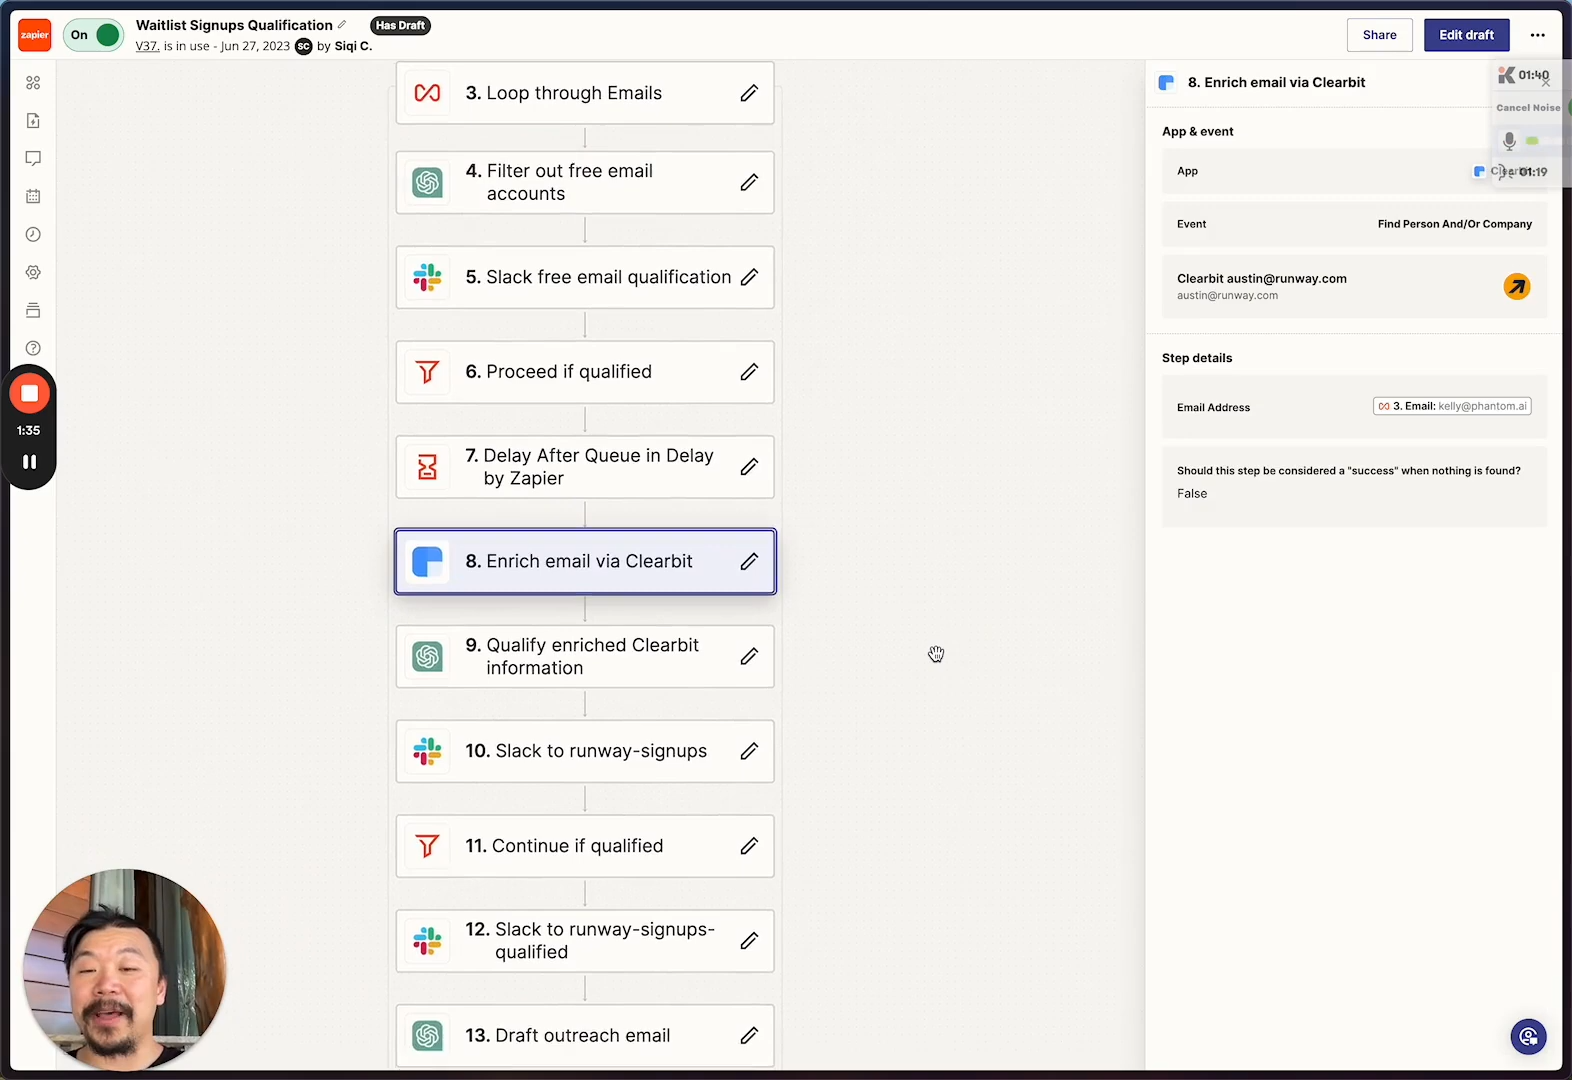 zapier
On
Waitlist Signups Qualification
Has Draft
V37. is in use - Jun 27, 2023 SC by Siqi C.
Share
Edit draft
3. Loop through Emails
4. Filter out free email
accounts
5. Slack free email qualification
6. Proceed if qualified
7. Delay After Queue in Delay
by Zapier
8. Enrich email via Clearbit
9. Qualify enriched Clearbit
information
10. Slack to runway-signups
11. Continue if qualified
12. Slack to runway-signups-
qualified
13. Draft outreach email
1:35
8. Enrich email via Clearbit
01:40
Cancel Noise
App & event
App
01:19
Event
Find Person And/Or Company
Clearbit austin@runway.com
austin@runway.com
Step details
Email Address
3. Email: kelly@phantom.ai
Should this step be considered a "success" when nothing is found?
False